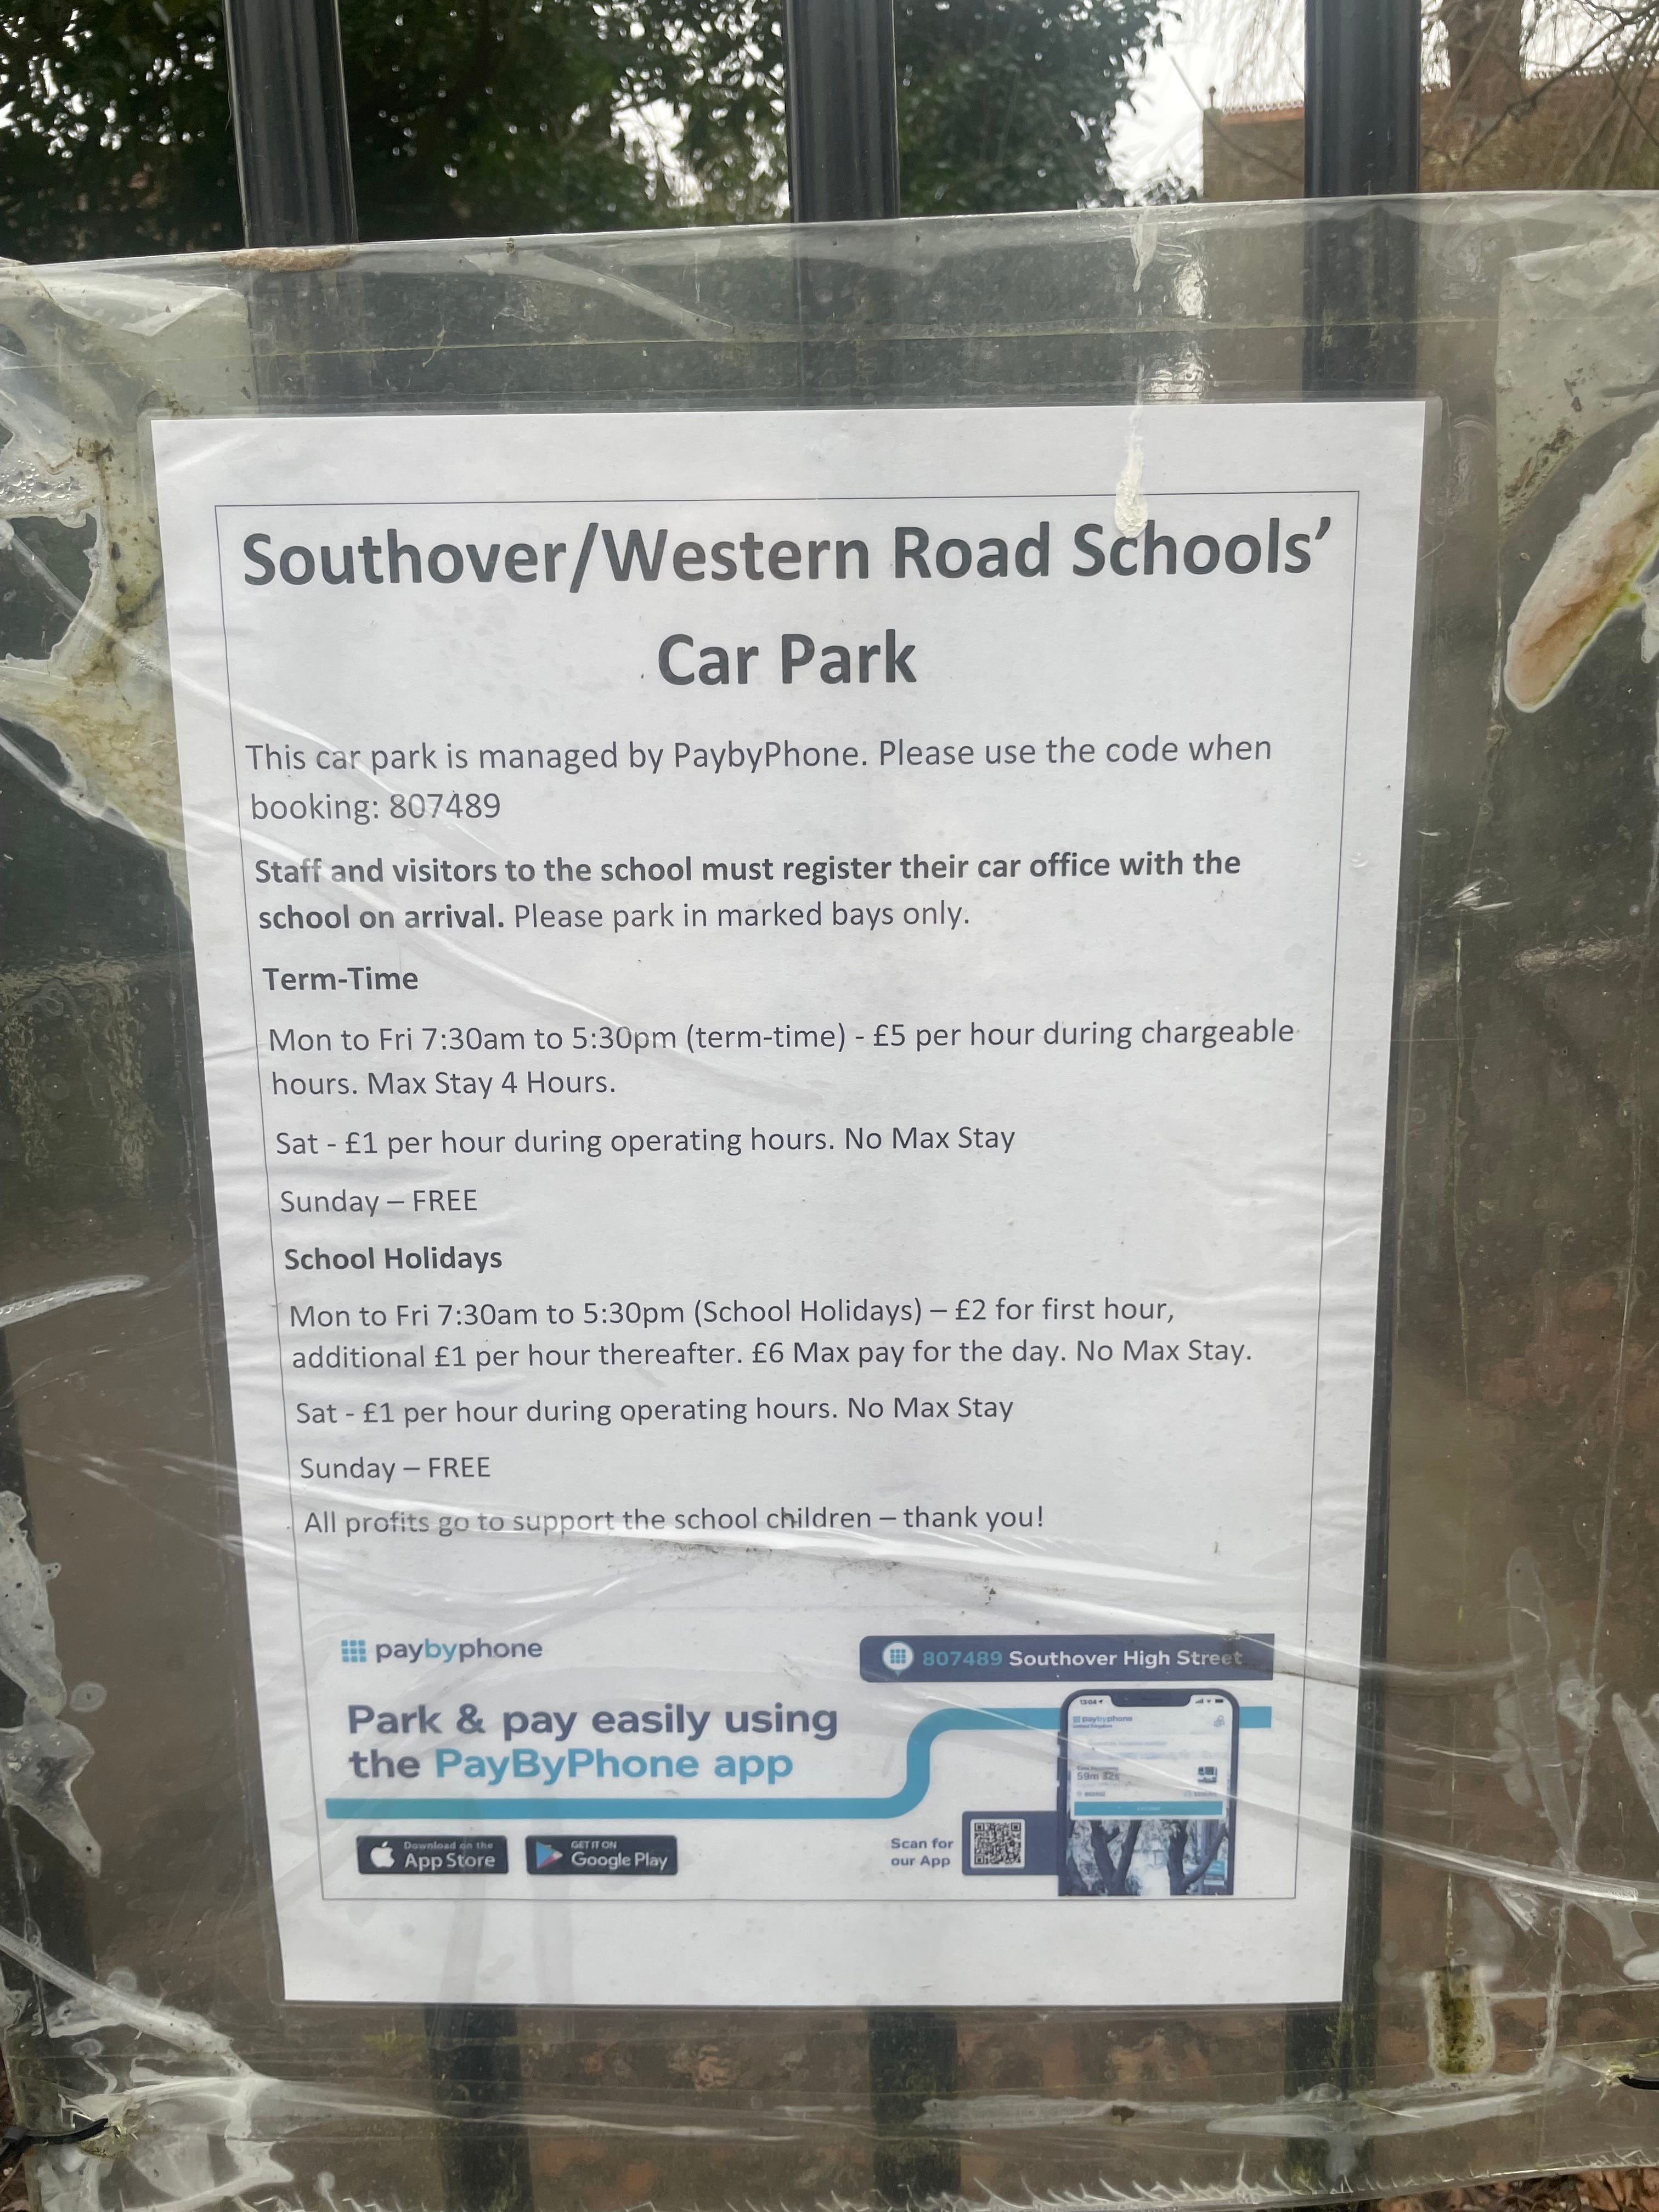 Southover/Western Road Schools’
Car Park
This car park is managed by PaybyPhone. Please use the code when
booking: 807489
Staff and visitors to the school must register their car office with the
school on arrival. Please park in marked bays only.
Term-Time
Mon to Fri 7:30am to 5:30pm (term-time) - £5 per hour during chargeable
hours. Max Stay 4 Hours.
Sat - £1 per hour during operating hours. No Max Stay
Sunday – FREE
School Holidays
Mon to Fri 7:30am to 5:30pm (School Holidays) – £2 for first hour,
additional £1 per hour thereafter. £6 Max pay for the day. No Max Stay.
Sat - £1 per hour during operating hours. No Max Stay
Sunday – FREE
All profits go to support the school children – thank you!
paybyphone
807489 Southover High Street
Park & pay easily using
the PayByPhone app
13:04
paybyphone
59m 32s
Download on the
App Store
GET IT ON
Google Play
Scan for
our App